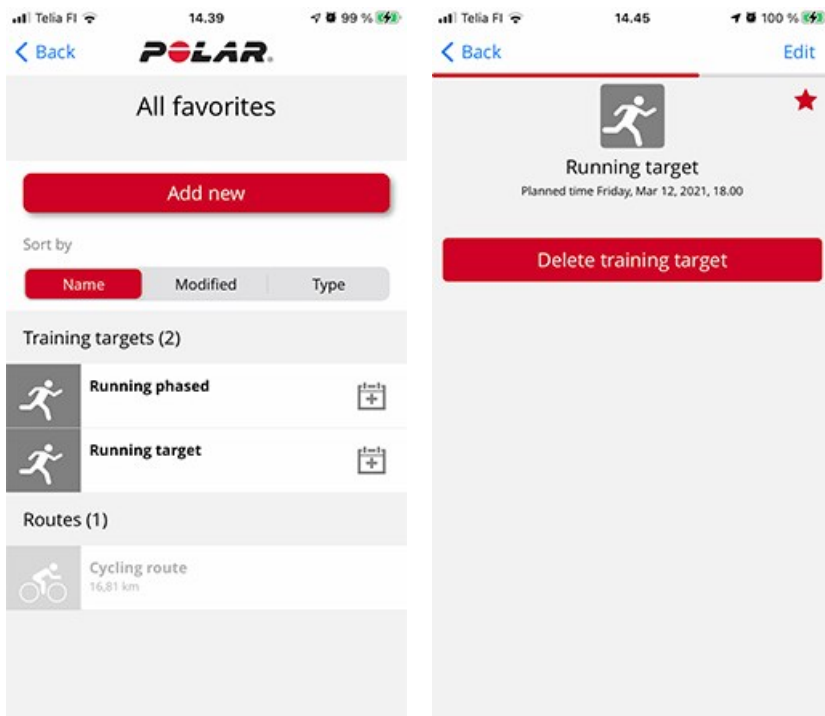 Telia FI 14.39 99 %
Back POLAR.
All favorites
Add new
Sort by
Name Modified Type
Training targets (2)
Running phased
Running target
Routes (1)
Cycling route
16,81 km
Telia FI 14.45 100 %
Back Edit
Running target
Planned time Friday, Mar 12, 2021, 18.00
Delete training target